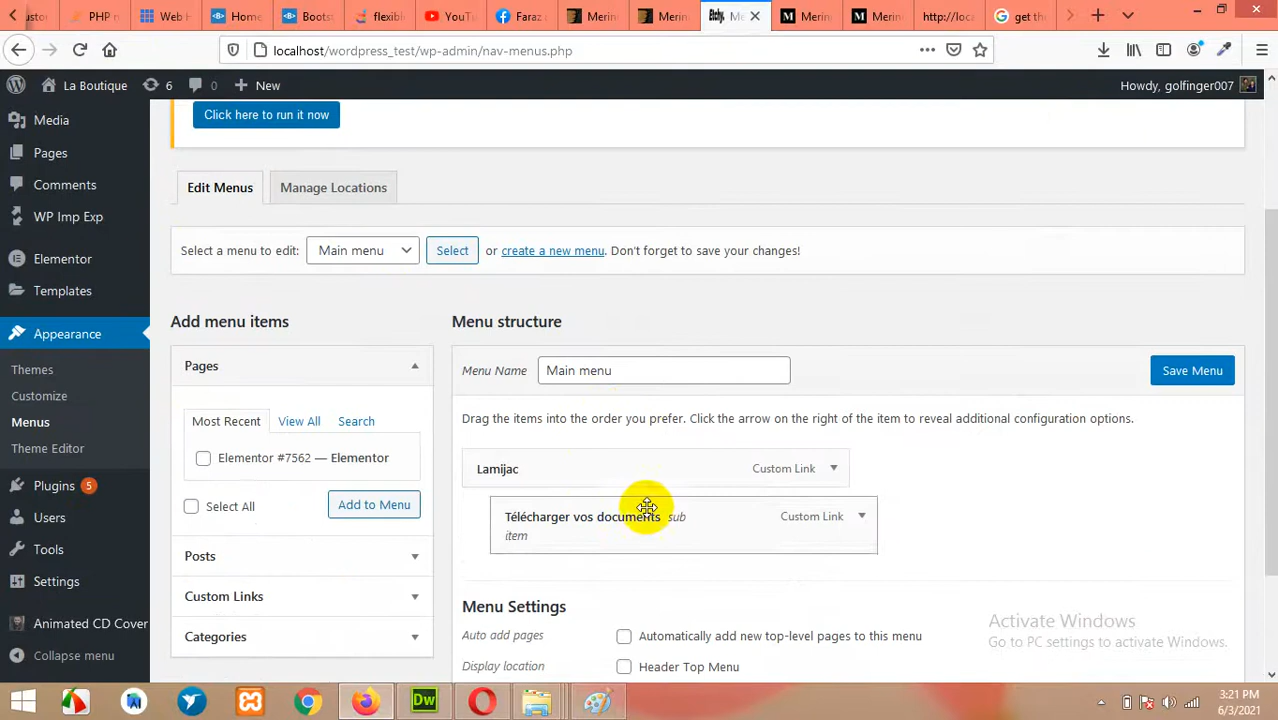 PHP r
Web H
Home
Boots
flexible
YouTu
Faraz
Merin
Merin
Etchy. Me
Merin
Merin
http://loca
get the
localhost/wordpress_test/wp-admin/nav-menus.php
La Boutique 6 0 New
Howdy, golfinger007
Media
Pages
Comments
WP Imp Exp
Elementor
Templates
Appearance
Themes
Customize
Menus
Theme Editor
Plugins 5
Users
Tools
Settings
Animated CD Cover
Collapse menu
Click here to run it now
Edit Menus
Manage Locations
Select a menu to edit: Main menu Select or create a new menu. Don't forget to save your changes!
Add menu items
Pages
Most Recent View All Search
Elementor #7562 — Elementor
Select All
Add to Menu
Posts
Custom Links
Categories
Menu structure
Menu Name Main menu
Save Menu
Drag the items into the order you prefer. Click the arrow on the right of the item to reveal additional configuration options.
Lamijac Custom Link
Télécharger vos documents sub Custom Link
item
Menu Settings
Auto add pages Automatically add new top-level pages to this menu
Display location Header Top Menu
Activate Windows
Go to PC settings to activate Windows.
Dw
3:21 PM
6/3/2021